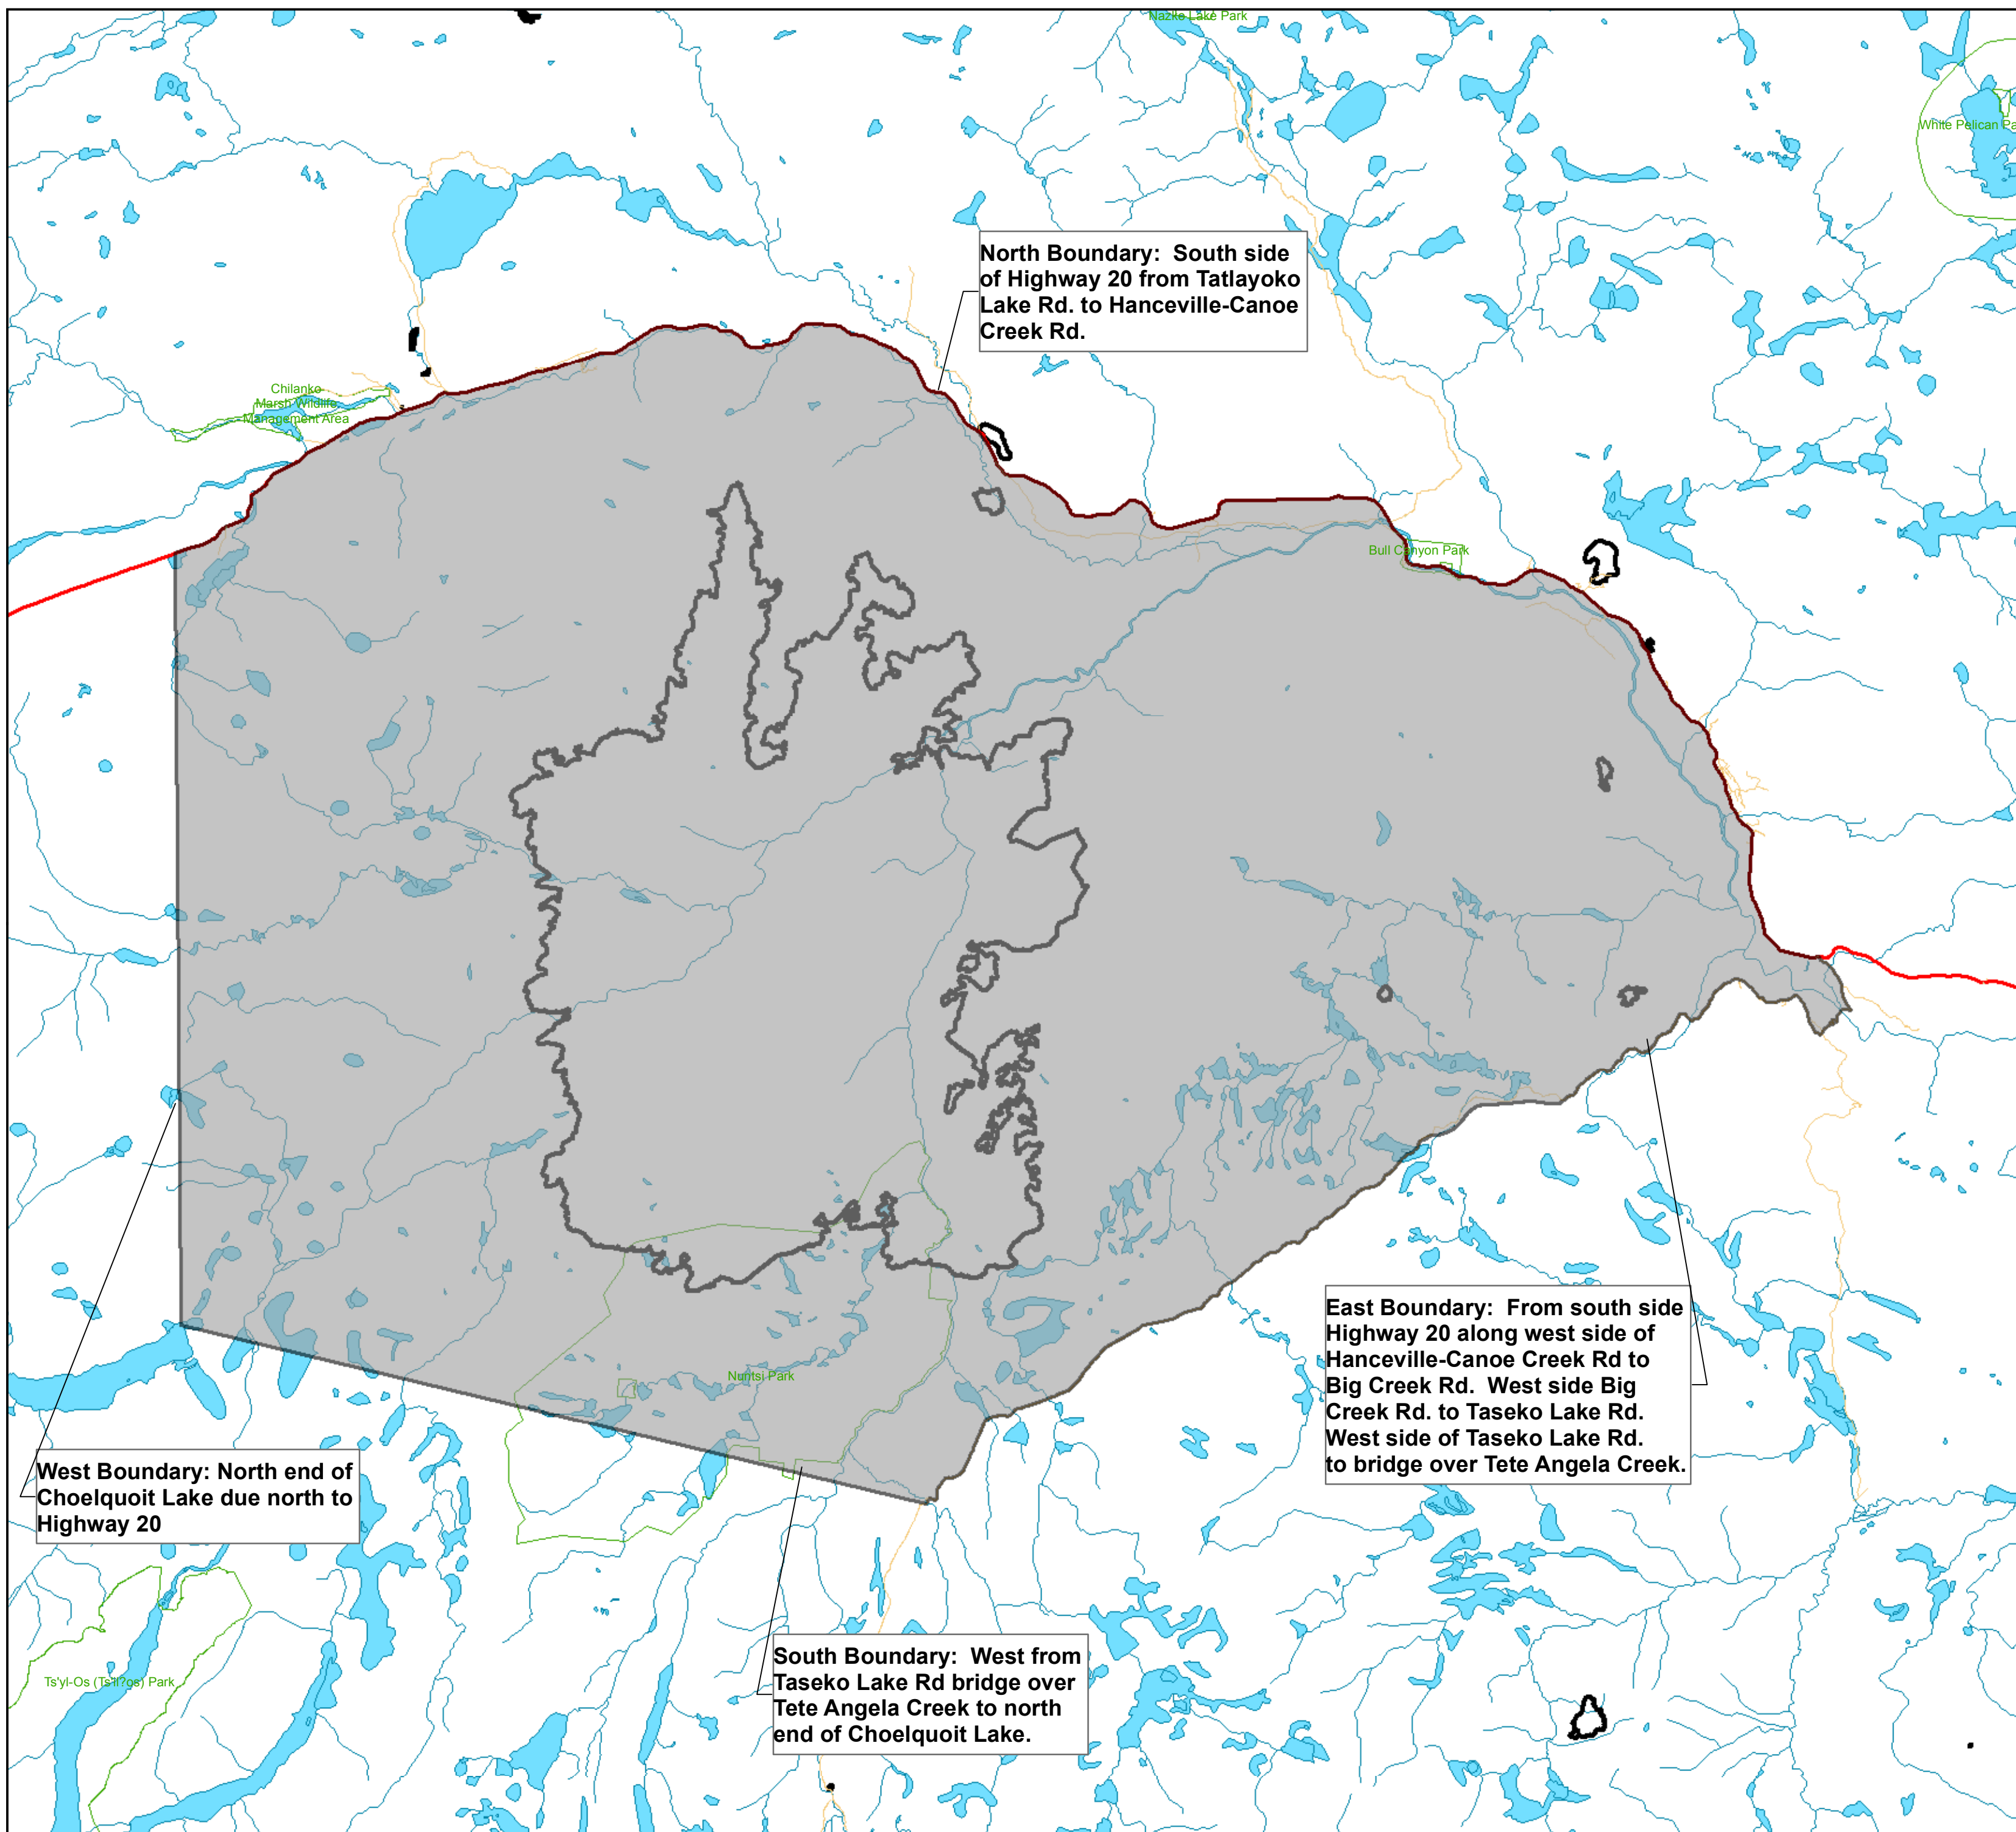 Nazko Lake Park
White Pelican Pa
North Boundary:  South side
of Highway 20 from Tatlayoko
Lake Rd. to Hanceville-Canoe
Creek Rd.
Chilanko
Marsh Wildlife
Management Area
Bull Canyon Park
East Boundary:  From south side
Highway 20 along west side of
Hanceville-Canoe Creek Rd to
Big Creek Rd.  West side Big
Creek Rd. to Taseko Lake Rd.
West side of Taseko Lake Rd.
to bridge over Tete Angela Creek.
Nuntsi Park
West Boundary: North end of
Choelquoit Lake due north to
Highway 20
South Boundary:  West from
Taseko Lake Rd bridge over
Tete Angela Creek to north
end of Choelquoit Lake.
Ts'yl-Os (Ts'il?os) Park